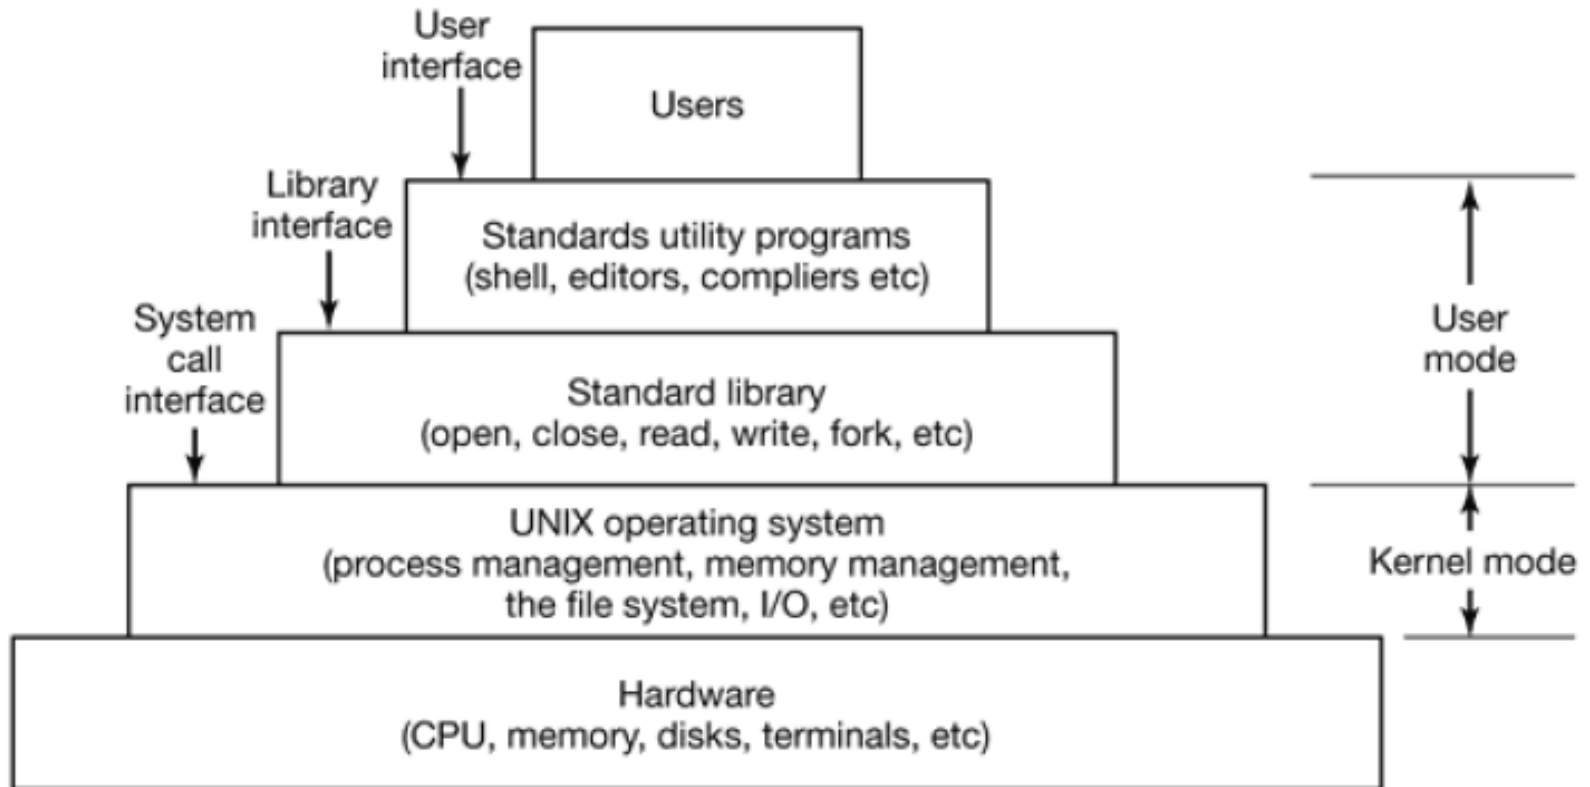 User
interface
Users
Library
interface
Standards utility programs
(shell, editors, compliers etc)
System
call
interface
User
mode
Standard library
(open, close, read, write, fork, etc)
UNIX operating system
(process management, memory management,
the file system, I/O, etc)
Kernel mode
Hardware
(CPU, memory, disks, terminals, etc)